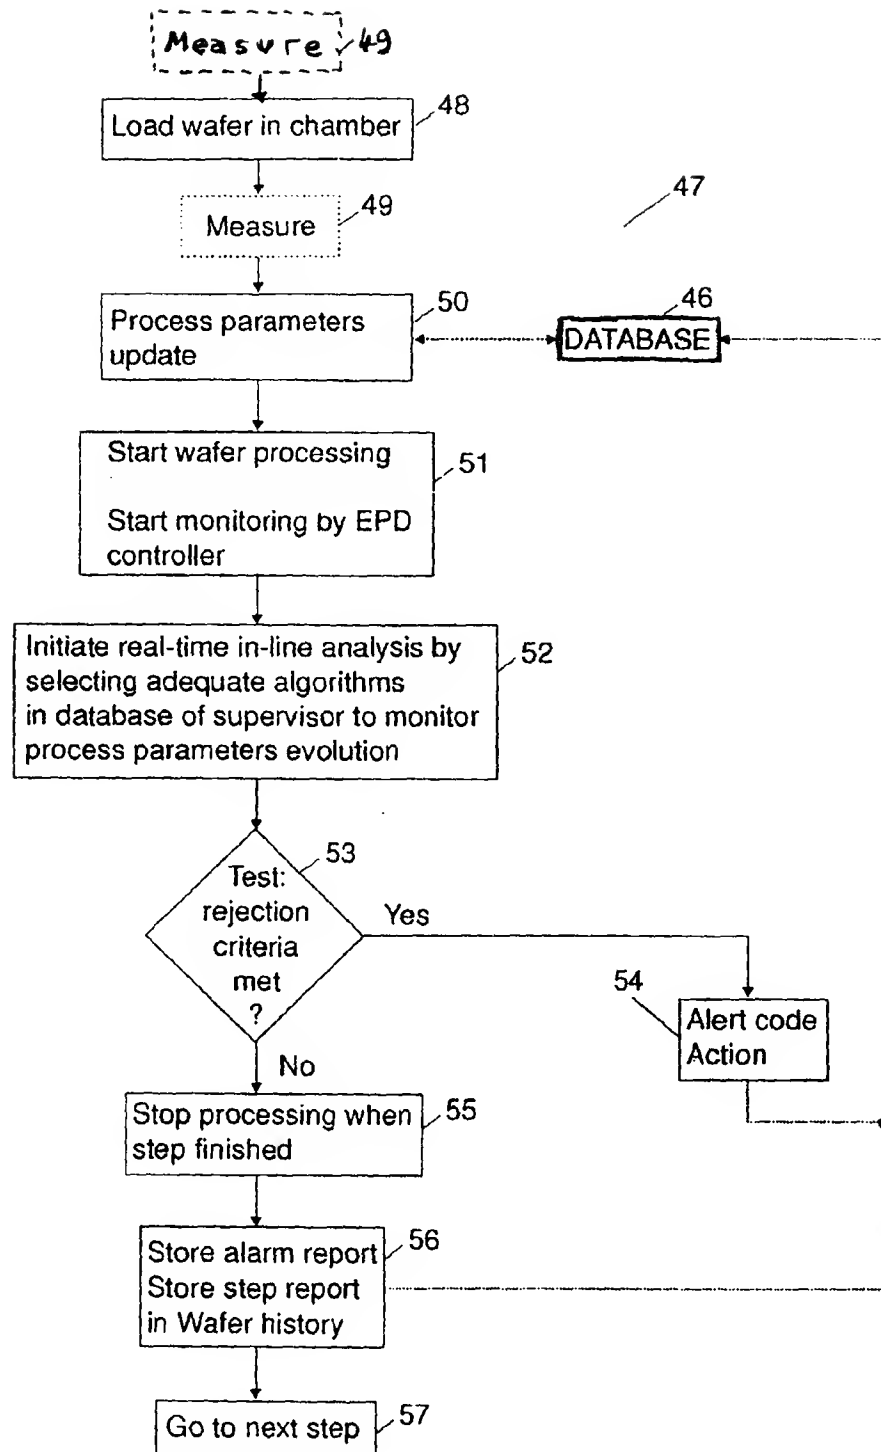 Measure 49
Load wafer in chamber
48
Measure
49
47
Process parameters
update
50
46
DATABASE
Start wafer processing
Start monitoring by EPD
controller
51
Initiate real-time in-line analysis by
selecting adequate algorithms
in database of supervisor to monitor
process parameters evolution
52
53
Test:
rejection
criteria
met
?
Yes
No
54
Alert code
Action
Stop processing when
step finished
55
Store alarm report
Store step report
in Wafer history
56
Go to next step
57